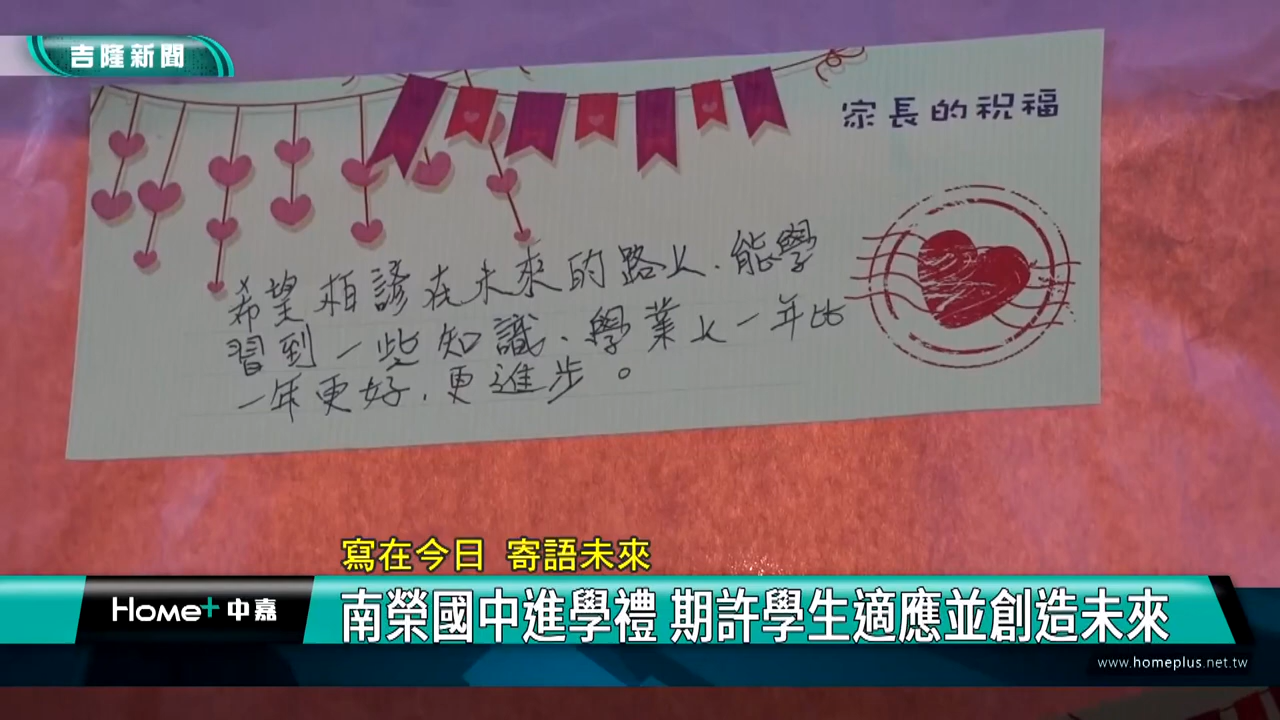 吉隆新聞
家長的祝福
希望相諺在未來的路上，能學
習到一些知識，學業上一年比
一年更好，更進步。
寫在今日 寄語未來
Home+中嘉
南榮國中進學禮 期許學生適應並創造未來
www.homeplus.net.tw